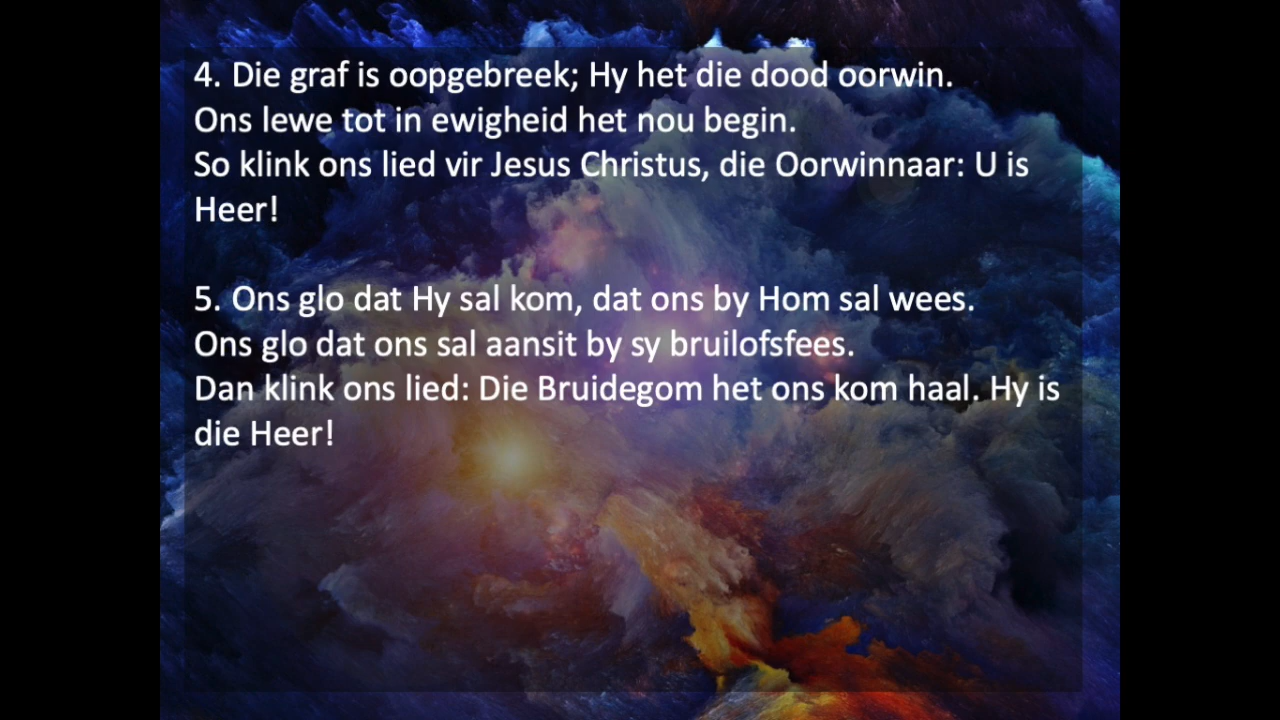 4. Die graf is oopgebreek; Hy het die dood oorwin.
Ons lewe tot in ewigheid het nou begin.
So klink ons lied vir Jesus Christus, die Oorwinnaar: U is
Heer!
5. Ons glo dat Hy sal kom, dat ons by Hom sal wees.
Ons glo dat ons sal aansit by sy bruilofsfees.
Dan klink ons lied: Die Bruidegom het ons kom haal. Hy is
die Heer!